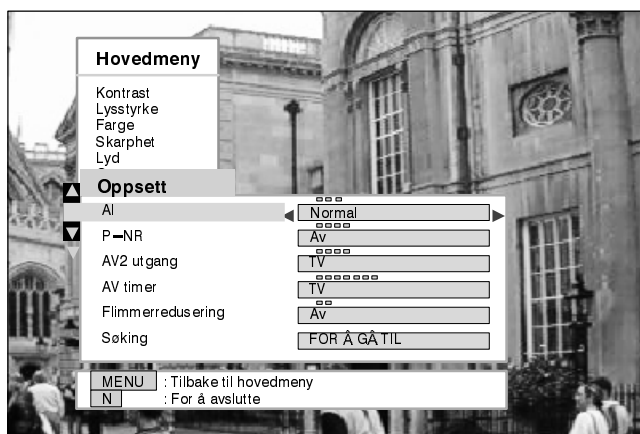 Hovedmeny
Kontrast
Lysstyrke
Farge
Skarphet
Lyd
Oppsett
AI Normal
P-NR Av
AV2 utgang TV
AV timer TV
Flimmerredusering Av
Søking FOR Â GÂ TIL
MENU : Tilbake til hovedmeny
N : For å avslutte